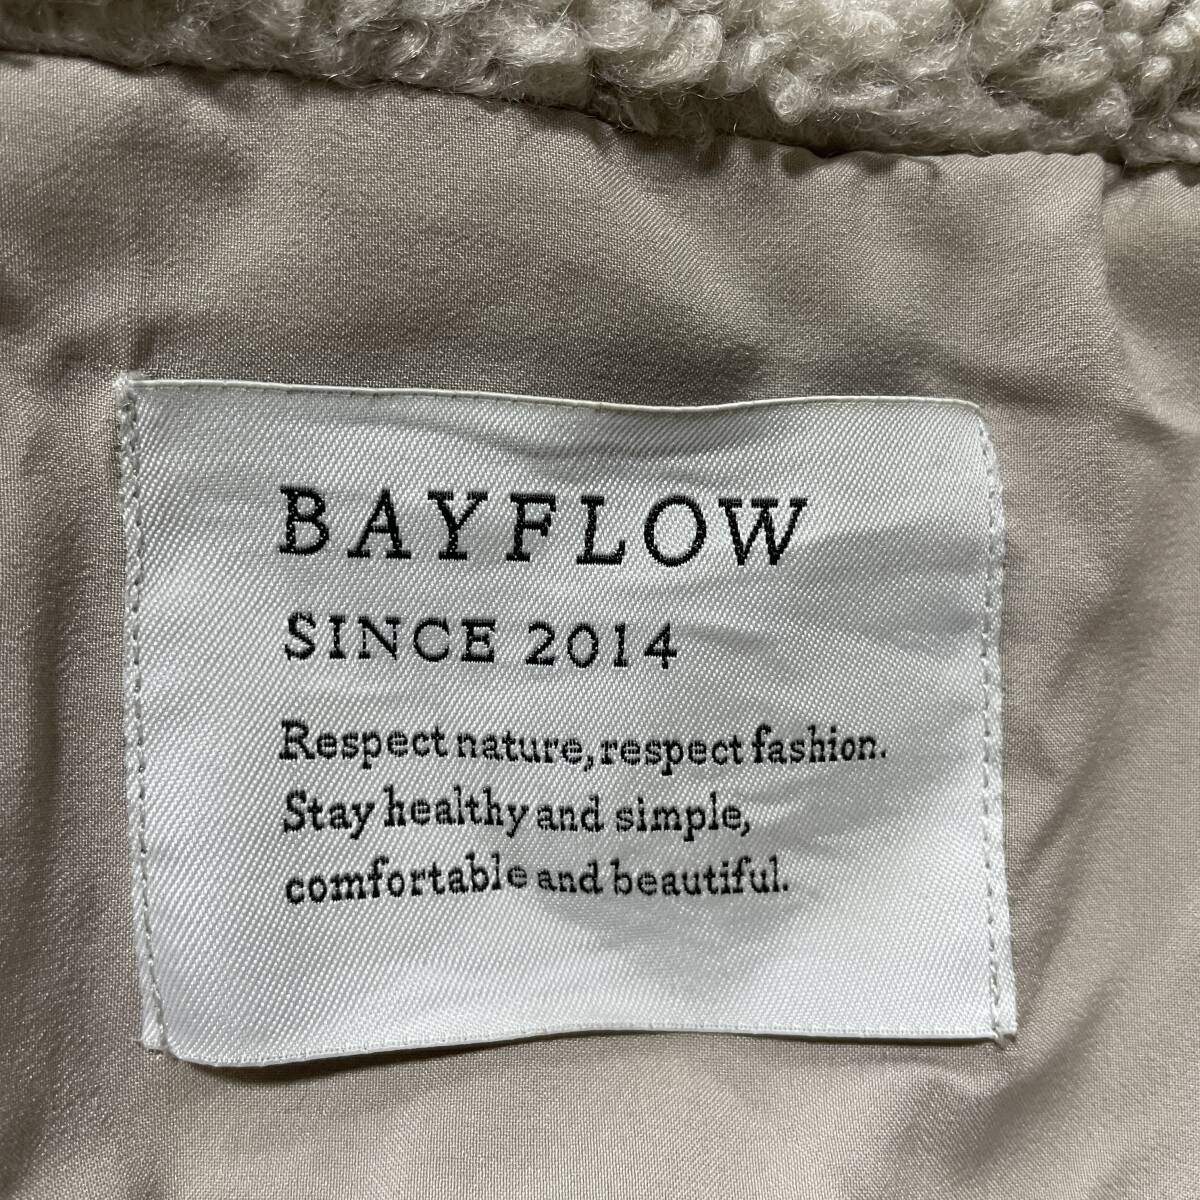 BAYFLOW
SINCE 2014
Respect nature, respect fashion.
Stay healthy and simple,
comfortable and beautiful.